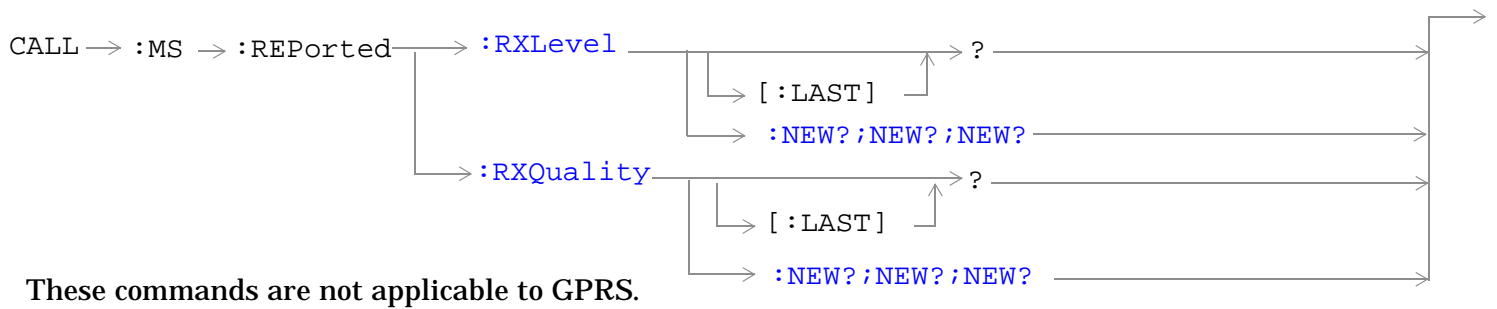 CALL :MS :REPorted :RXLevel ?
[:LAST]
:NEW?;NEW?;NEW?
:RXQuality ?
[:LAST]
:NEW?;NEW?;NEW?
These commands are not applicable to GPRS.